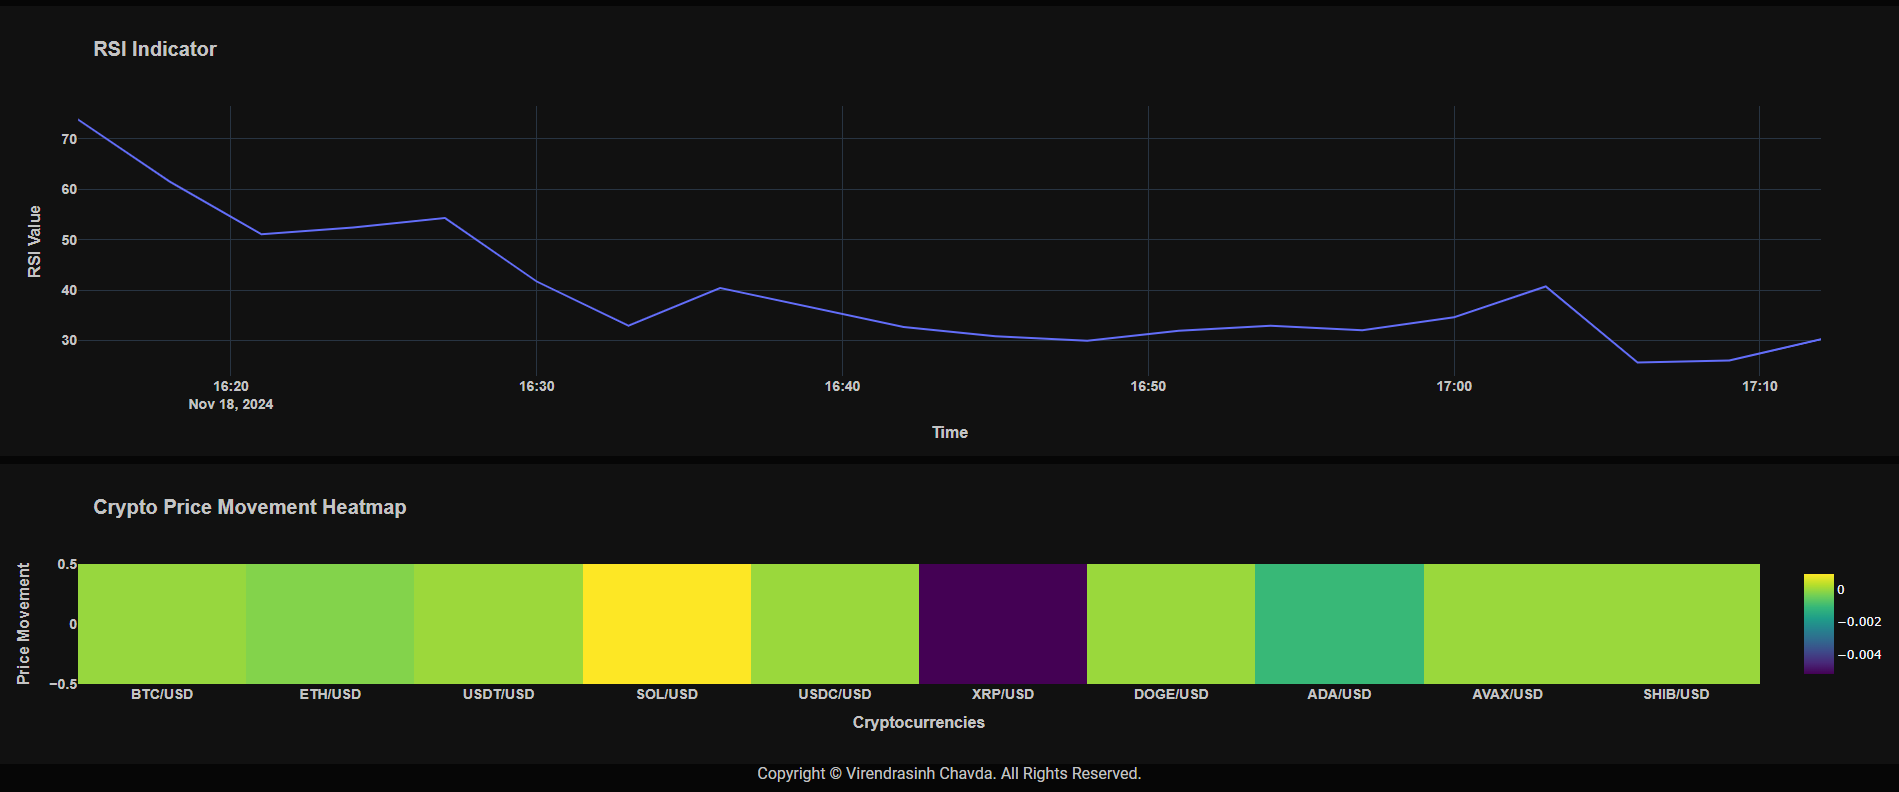 RSI Indicator
70
60
50
40
30
RSI Value
16:20
Nov 18, 2024
16:30
16:40
16:50
17:00
17:10
Time
Crypto Price Movement Heatmap
0.5
0
−0.5
Price Movement
BTC/USD
ETH/USD
USDT/USD
SOL/USD
USDC/USD
XRP/USD
DOGE/USD
ADA/USD
AVAX/USD
SHIB/USD
Cryptocurrencies
0
−0.002
−0.004
Copyright © Virendrasinh Chavda. All Rights Reserved.